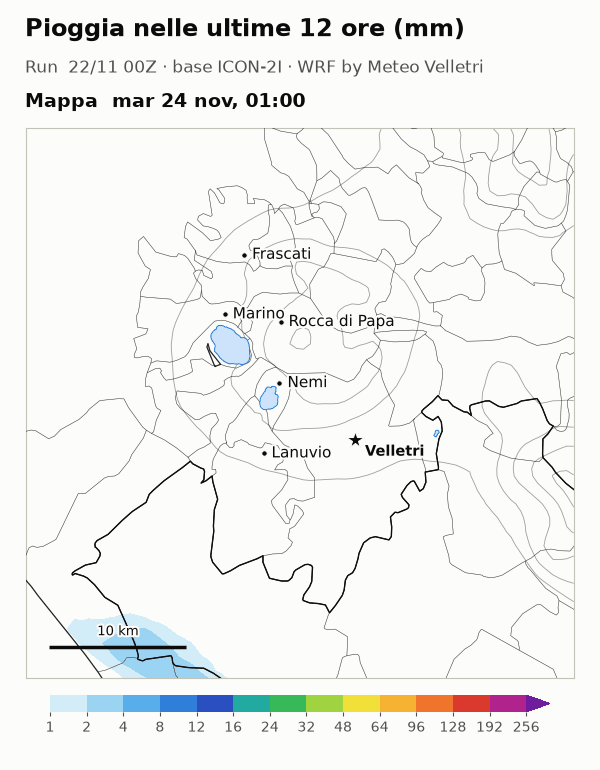 Pioggia nelle ultime 12 ore (mm)
Run  22/11 00Z · base ICON-2I · WRF by Meteo Velletri
Mappa  mar 24 nov, 01:00
Frascati
Marino
Rocca di Papa
Nemi
Velletri
Lanuvio
10 km
1 2 4 8 12 16 24 32 48 64 96 128 192 256